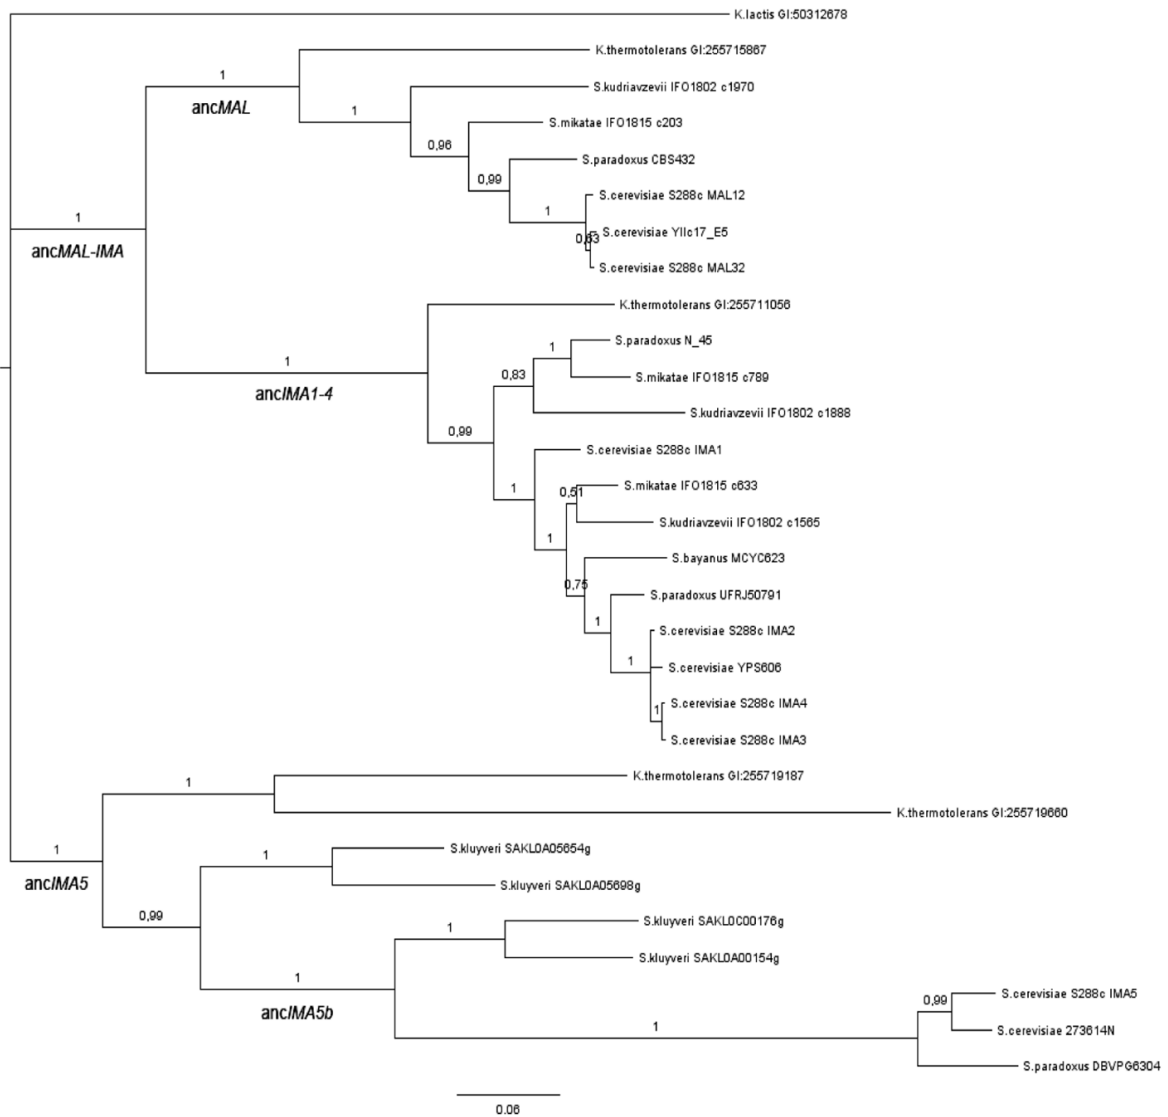 K.lactis GI:50312678
K.thermotolerans GI:255715867
1
ancMAL
S.kudriavzevii IFO1802 c1970
1
S.mikatae IFO1815 c203
0,96
S.paradoxus CBS432
0,99
S.cerevisiae S288c MAL12
1
1
S.cerevisiae YIIc17_E5
0,63
ancMAL-IMA
S.cerevisiae S288c MAL32
K.thermotolerans GI:255711056
S.paradoxus N_45
1
1
S.mikatae IFO1815 c789
0,83
ancIMA1-4
S.kudriavzevii IFO1802 c1888
0,99
S.cerevisiae S288c IMA1
1
S.mikatae IFO1815 c633
0,51
S.kudriavzevii IFO1802 c1565
1
S.bayanus MCYC623
0,75
S.paradoxus UFRJ50791
1
S.cerevisiae S288c IMA2
1
S.cerevisiae YPS606
S.cerevisiae S288c IMA4
1
S.cerevisiae S288c IMA3
K.thermotolerans GI:255719187
1
K.thermotolerans GI:255719660
1
S.kluyveri SAKL0A05654g
1
ancIMA5
S.kluyveri SAKL0A05698g
0,99
S.kluyveri SAKL0C00176g
1
S.kluyveri SAKL0A00154g
1
ancIMA5b
S.cerevisiae S288c IMA5
0,99
S.cerevisiae 273614N
1
S.paradoxus DBVPG6304
0.06